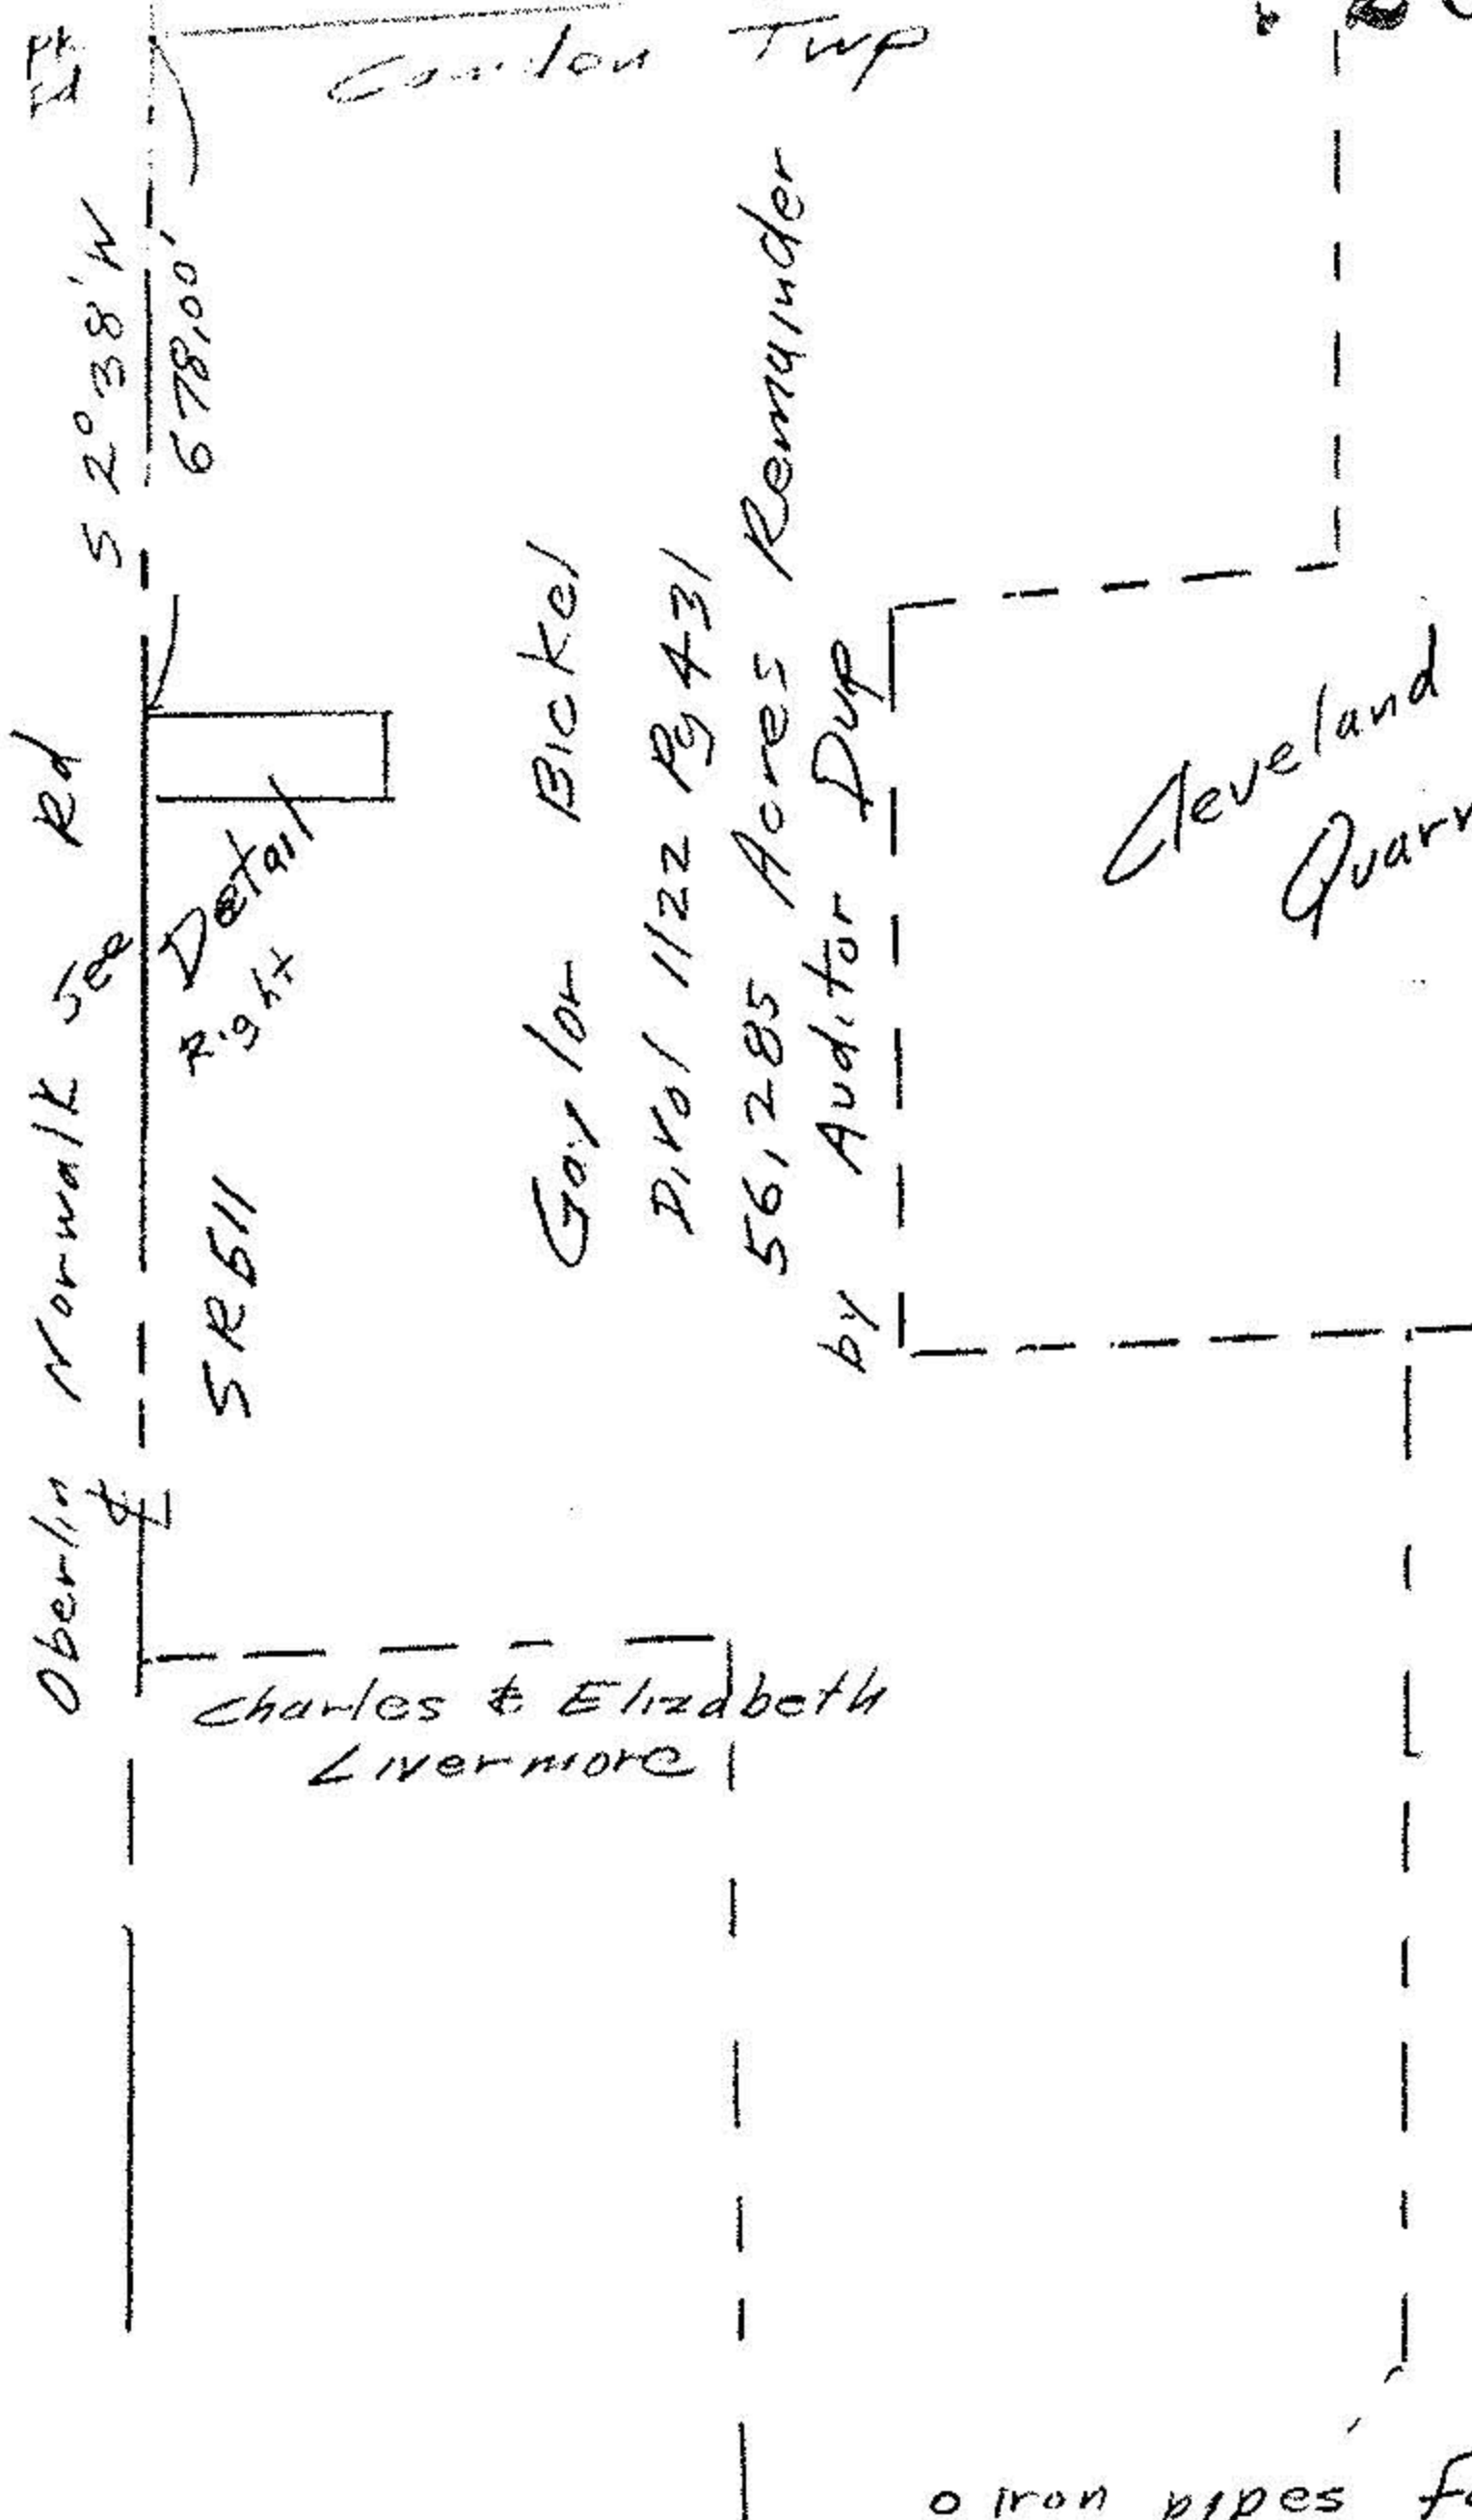 Pk
Fd
Camden Twp
S 2° 38' W
678.00'
Oberlin Norwalk Rd
See
Detail
Right
SR 511
Gaylor Bickel
D. Vol 1122 Pg 431
56.285 Acres Remainder
by Auditor Dup
Cleveland
Quarr
Charles & Elizabeth
Livermore
o Iron pipes